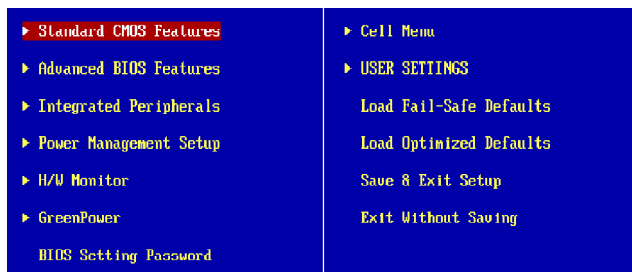 Standard CMOS Features
Advanced BIOS Features
Integrated Peripherals
Power Management Setup
H/W Monitor
GreenPower
BIOS Setting Password
Cell Menu
USER SETTINGS
Load Fail-Safe Defaults
Load Optimized Defaults
Save & Exit Setup
Exit Without Saving